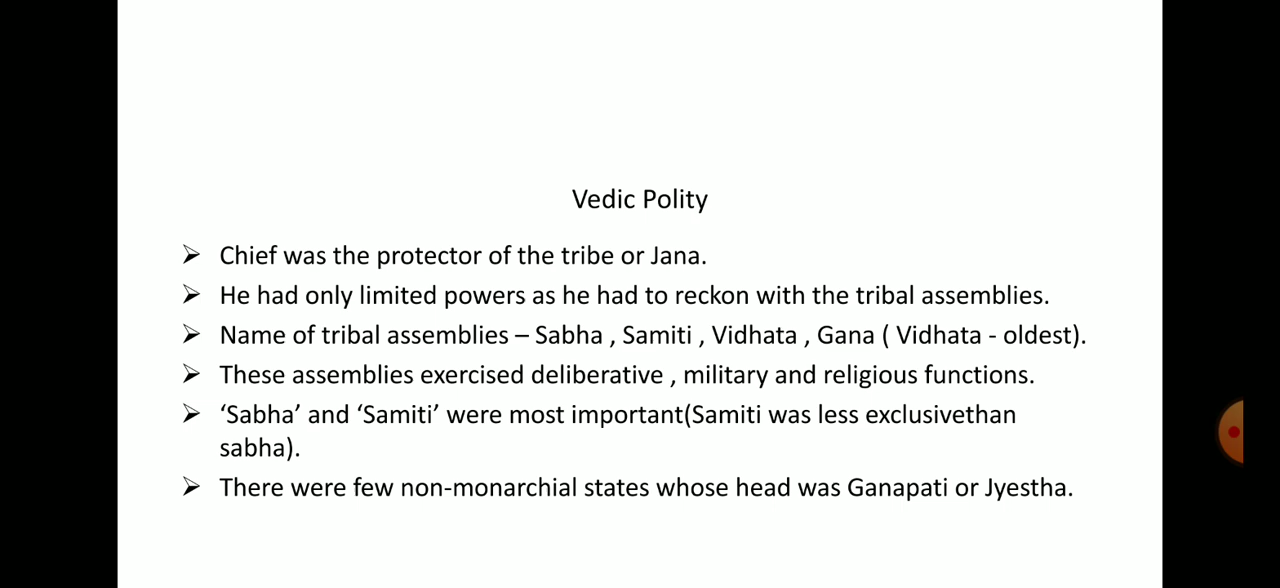 Vedic Polity
➢ Chief was the protector of the tribe or Jana.
➢ He had only limited powers as he had to reckon with the tribal assemblies.
➢ Name of tribal assemblies – Sabha , Samiti , Vidhata , Gana ( Vidhata - oldest).
➢ These assemblies exercised deliberative , military and religious functions.
➢ ‘Sabha’ and ‘Samiti’ were most important(Samiti was less exclusivethan
sabha).
➢ There were few non-monarchial states whose head was Ganapati or Jyestha.